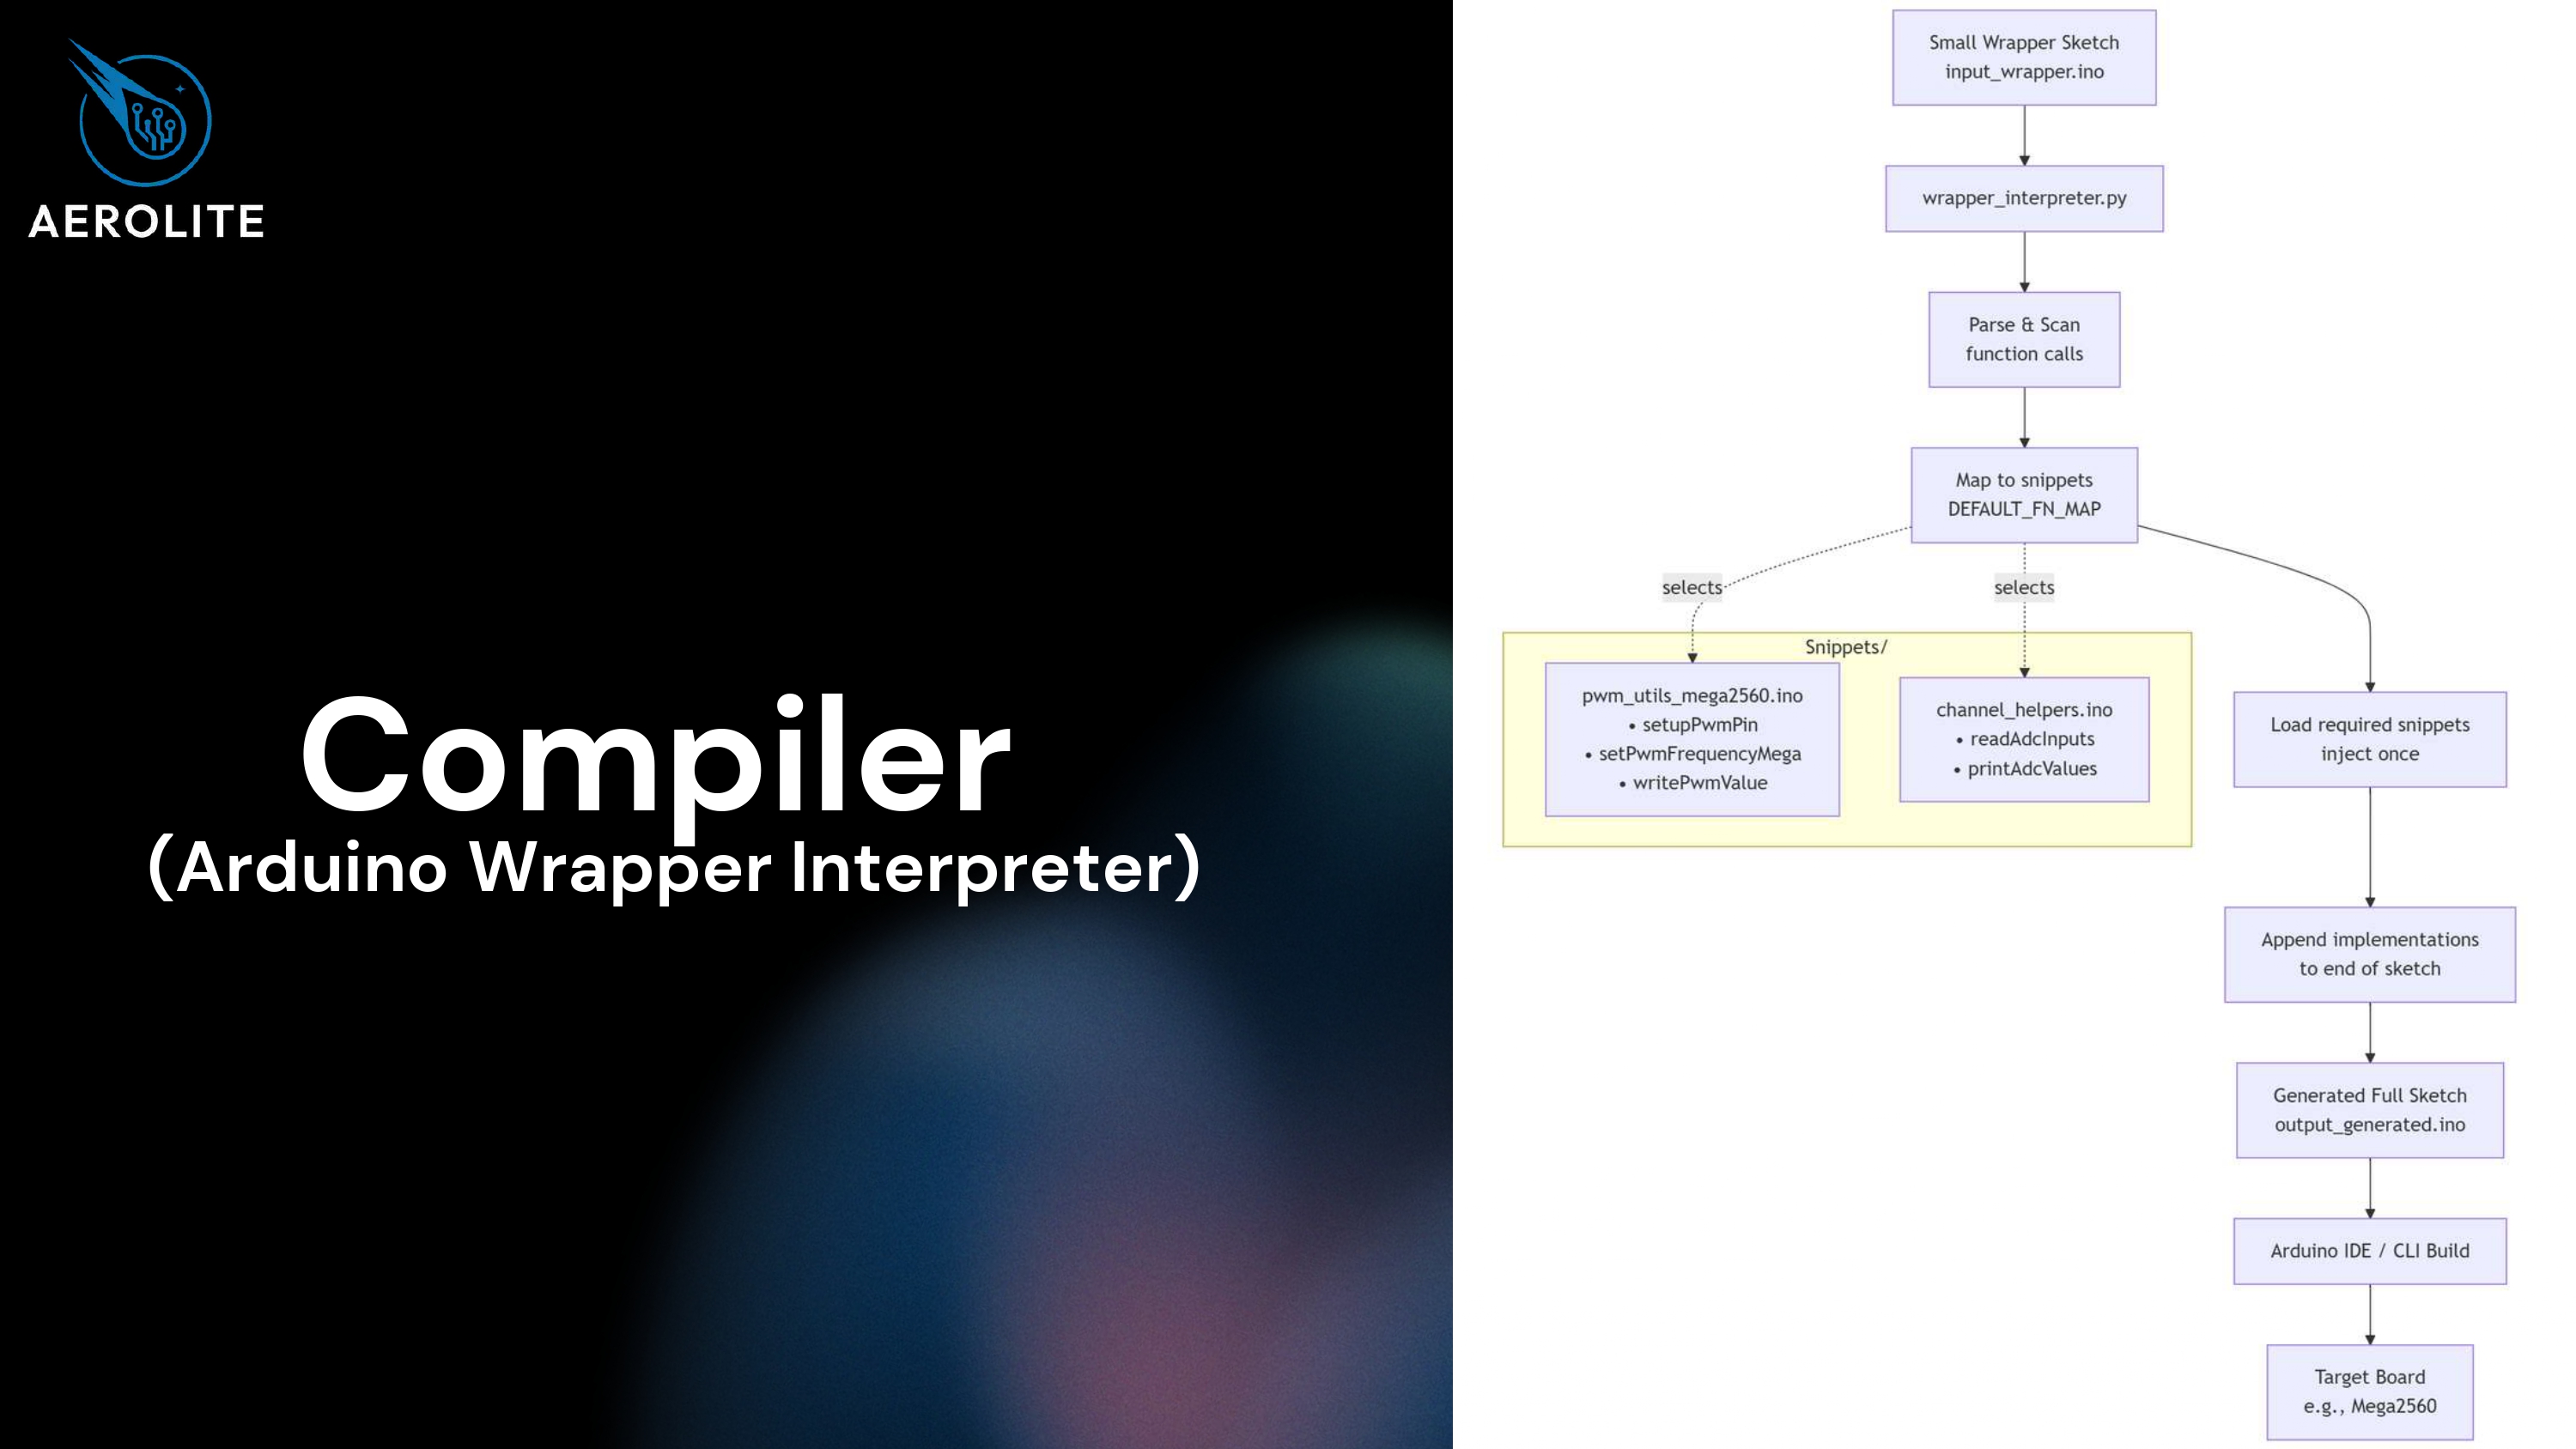 AEROLITE
Compiler
(Arduino Wrapper Interpreter)
Small Wrapper Sketch
input_wrapper.ino
wrapper_interpreter.py
Parse & Scan
function calls
Map to snippets
DEFAULT_FN_MAP
selects
selects
Snippets/
pwm_utils_mega2560.ino
• setupPwmPin
• setPwmFrequencyMega
• writePwmValue
channel_helpers.ino
• readAdcInputs
• printAdcValues
Load required snippets
inject once
Append implementations
to end of sketch
Generated Full Sketch
output_generated.ino
Arduino IDE / CLI Build
Target Board
e.g., Mega2560